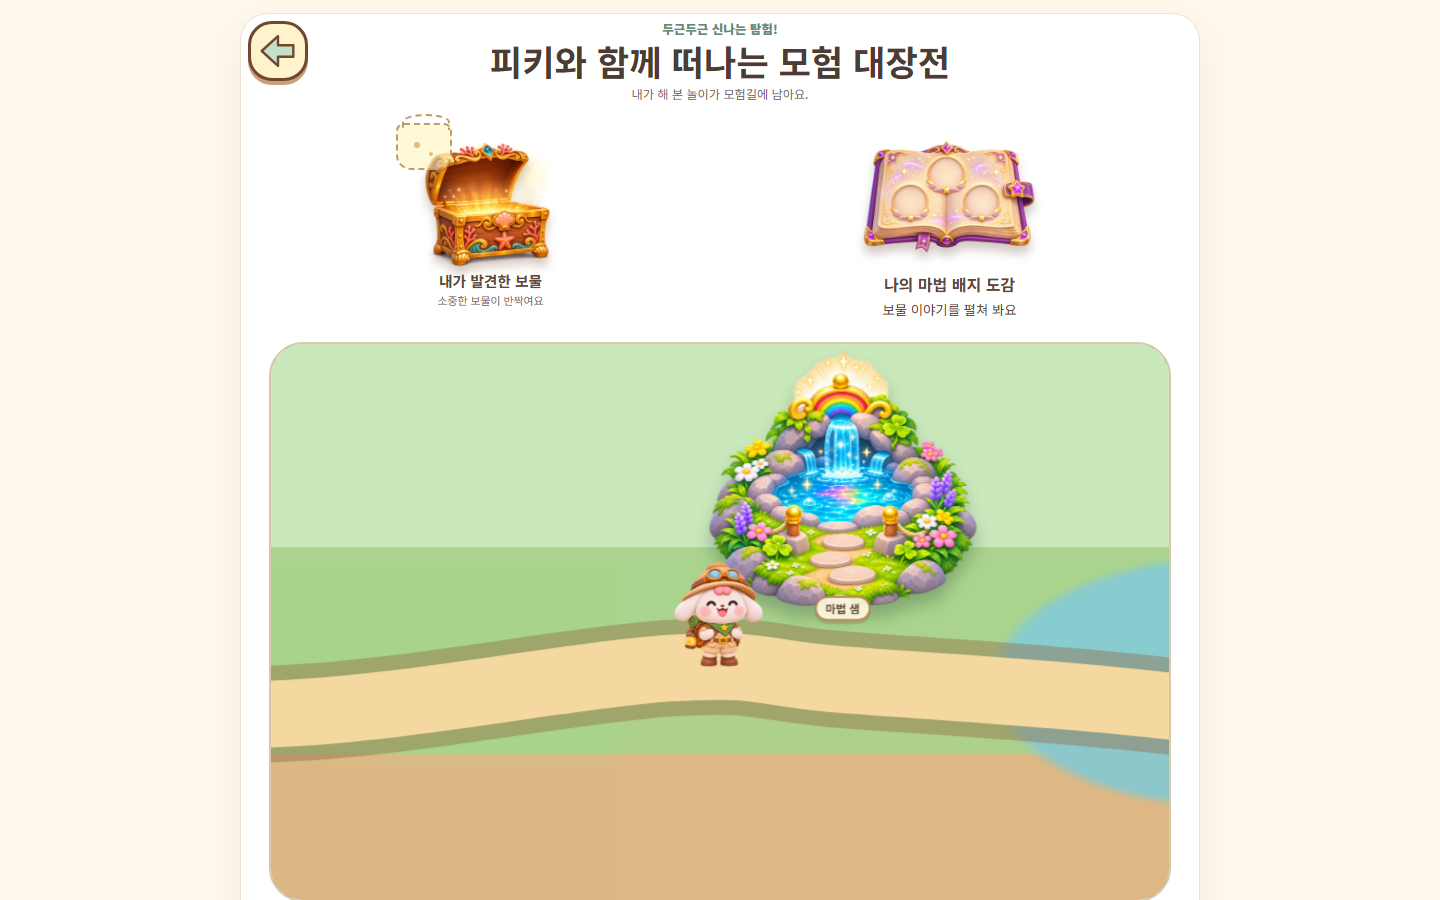 두근두근 신나는 탐험!
피키와 함께 떠나는 모험 대장전
내가 해 본 놀이가 모험길에 남아요.
내가 발견한 보물
소중한 보물이 반짝여요
나의 마법 배지 도감
보물 이야기를 펼쳐 봐요
마법 샘